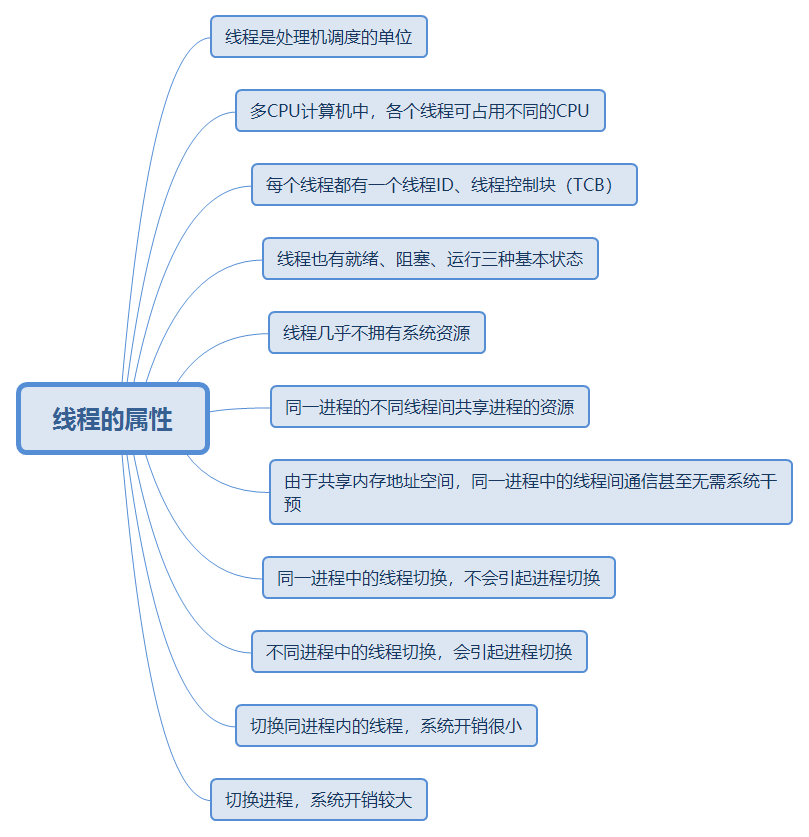 线程是处理机调度的单位
多CPU计算机中，各个线程可占用不同的CPU
每个线程都有一个线程ID、线程控制块（TCB）
线程也有就绪、阻塞、运行三种基本状态
线程几乎不拥有系统资源
同一进程的不同线程间共享进程的资源
线程的属性
由于共享内存地址空间，同一进程中的线程间通信甚至无需系统干
预
同一进程中的线程切换，不会引起进程切换
不同进程中的线程切换，会引起进程切换
切换同进程内的线程，系统开销很小
切换进程，系统开销较大